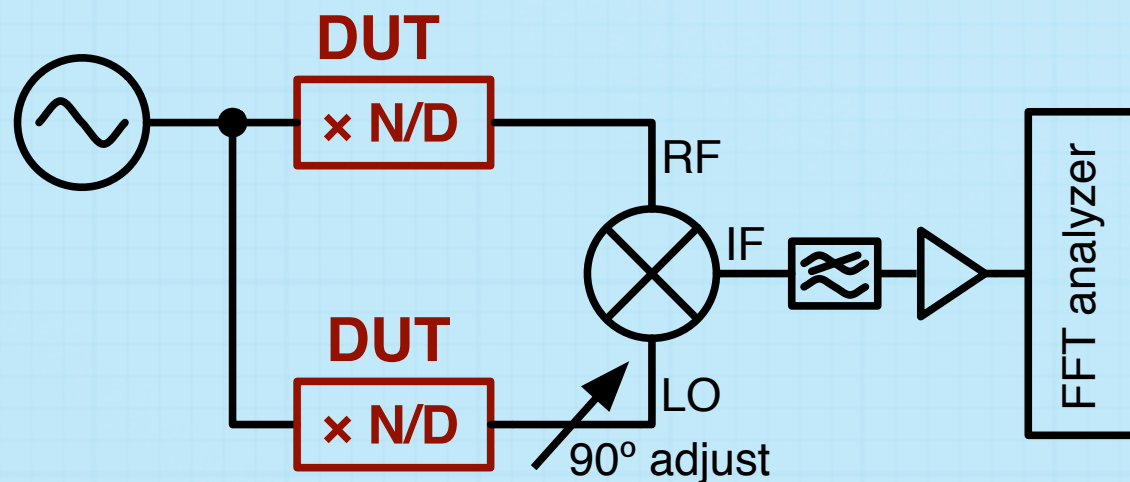 DUT
× N/D
RF
IF
FFT analyzer
DUT
× N/D
LO
90º adjust